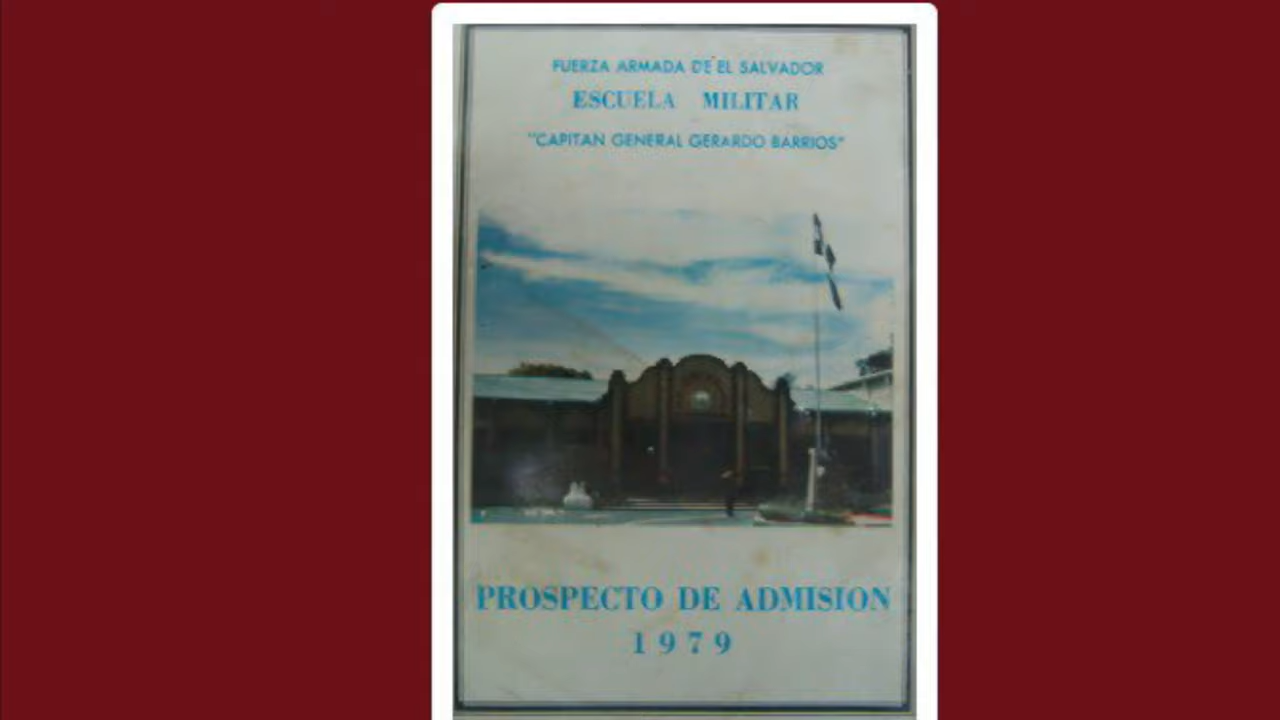 FUERZA ARMADA DE EL SALVADOR
ESCUELA MILITAR
"CAPITAN GENERAL GERARDO BARRIOS"
PROSPECTO DE ADMISION
1979